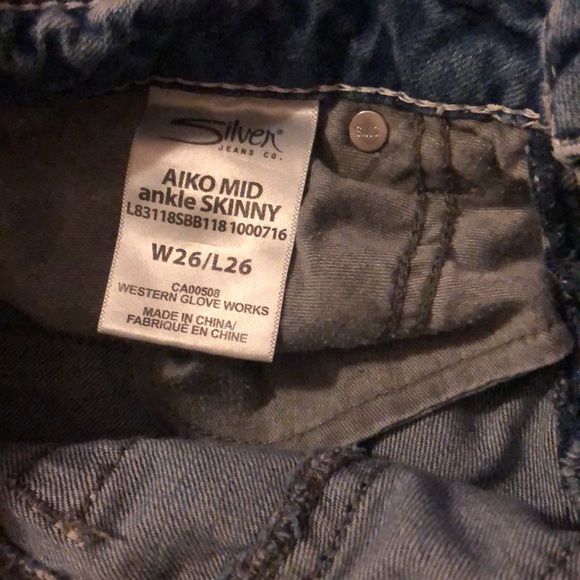 Silver®
JEANS CO.
AIKO MID
ankle SKINNY
L83118SBB118 1000716
W26/L26
CA00508
WESTERN GLOVE WORKS
MADE IN CHINA/
FABRIQUÉ EN CHINE